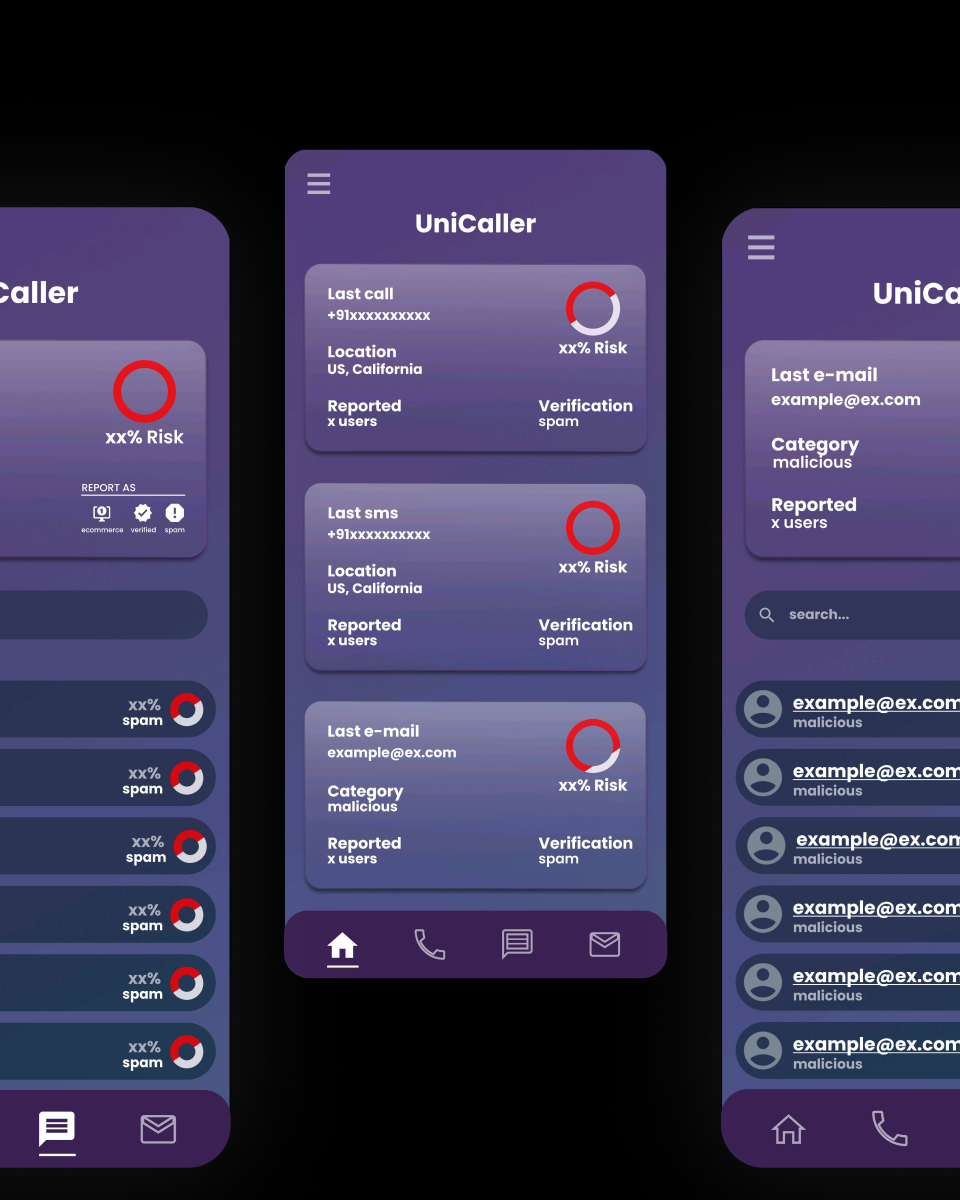 Caller
xx% Risk
REPORT AS
ecommerce verified spam
xx%
spam
xx%
spam
xx%
spam
xx%
spam
xx%
spam
xx%
spam
UniCaller
Last call
+91xxxxxxxxxx
xx% Risk
Location
US, California
Reported
x users
Verification
spam
Last sms
+91xxxxxxxxxx
xx% Risk
Location
US, California
Reported
x users
Verification
spam
Last e-mail
example@ex.com
xx% Risk
Category
malicious
Reported
x users
Verification
spam
UniCa
Last e-mail
example@ex.com
Category
malicious
Reported
x users
search...
example@ex.com
malicious
example@ex.com
malicious
example@ex.com
malicious
example@ex.com
malicious
example@ex.com
malicious
example@ex.com
malicious